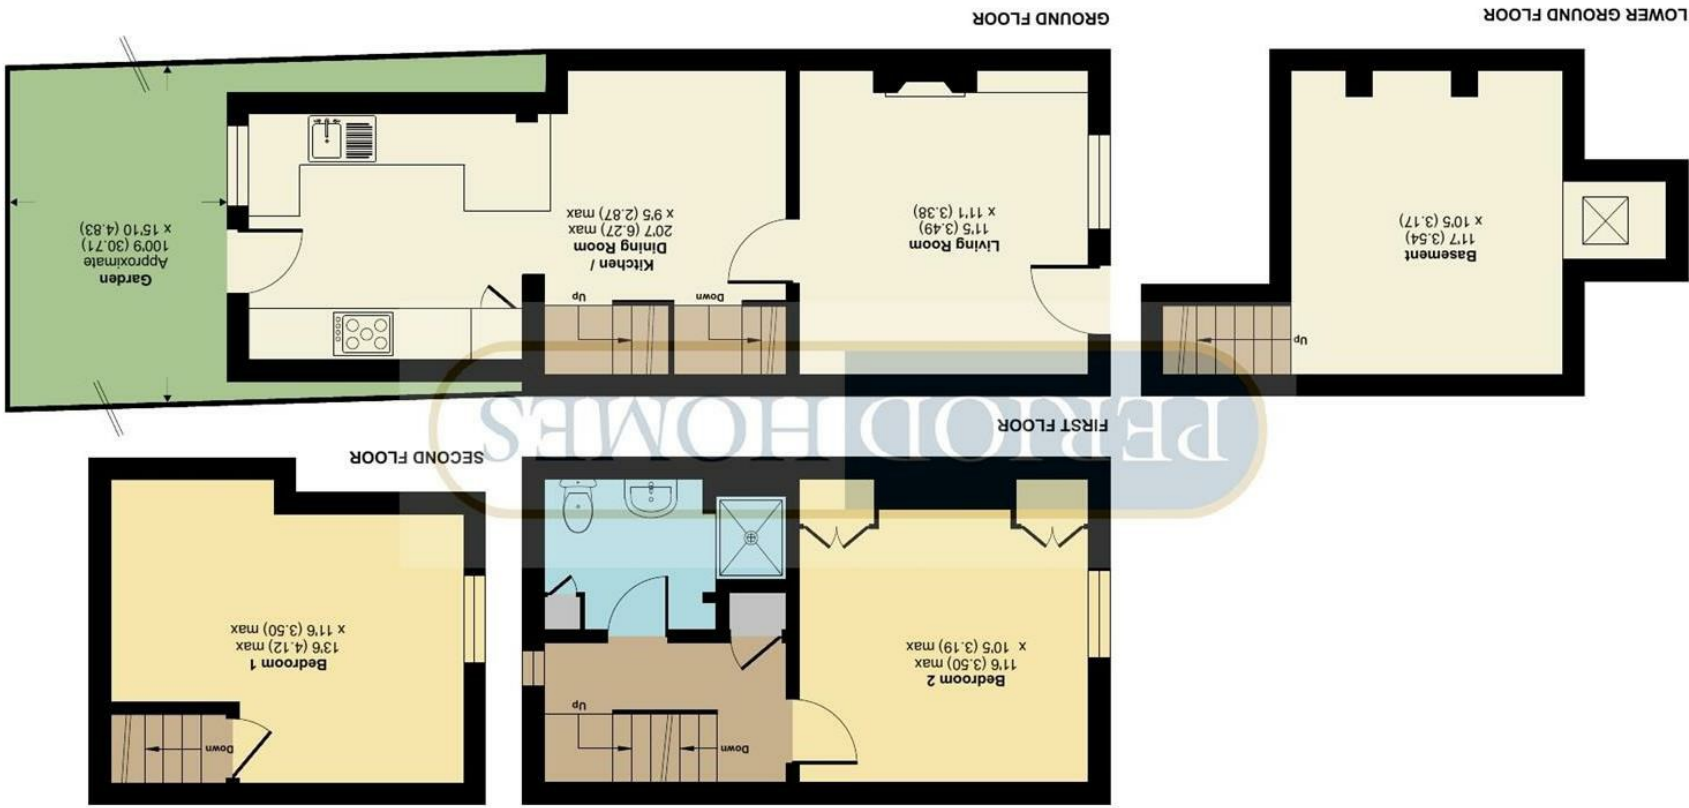 LOWER GROUND FLOOR
Basement
11'7 (3.54)
x 10'5 (3.17)
Up
GROUND FLOOR
Living Room
11'5 (3.49)
x 11'1 (3.38)
Kitchen /
Dining Room
20'7 (6.27) max
x 9'5 (2.87) max
Down
Up
Garden
Approximate
100'9 (30.71)
x 15'10 (4.83)
FIRST FLOOR
Bedroom 2
11'6 (3.50) max
x 10'5 (3.19) max
Down
Up
SECOND FLOOR
Bedroom 1
13'6 (4.12) max
x 11'6 (3.50) max
Down
PERIOD HOMES